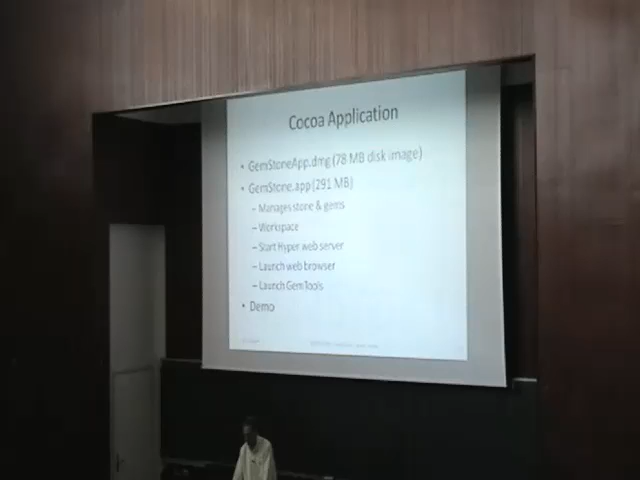 Cocoa Application
• GemStoneApp.dmg (78 MB disk image)
• GemStone.app (291 MB)
– Manages stone & gems
– Workspace
– Start Hyper web server
– Launch web browser
– Launch GemTools
• Demo